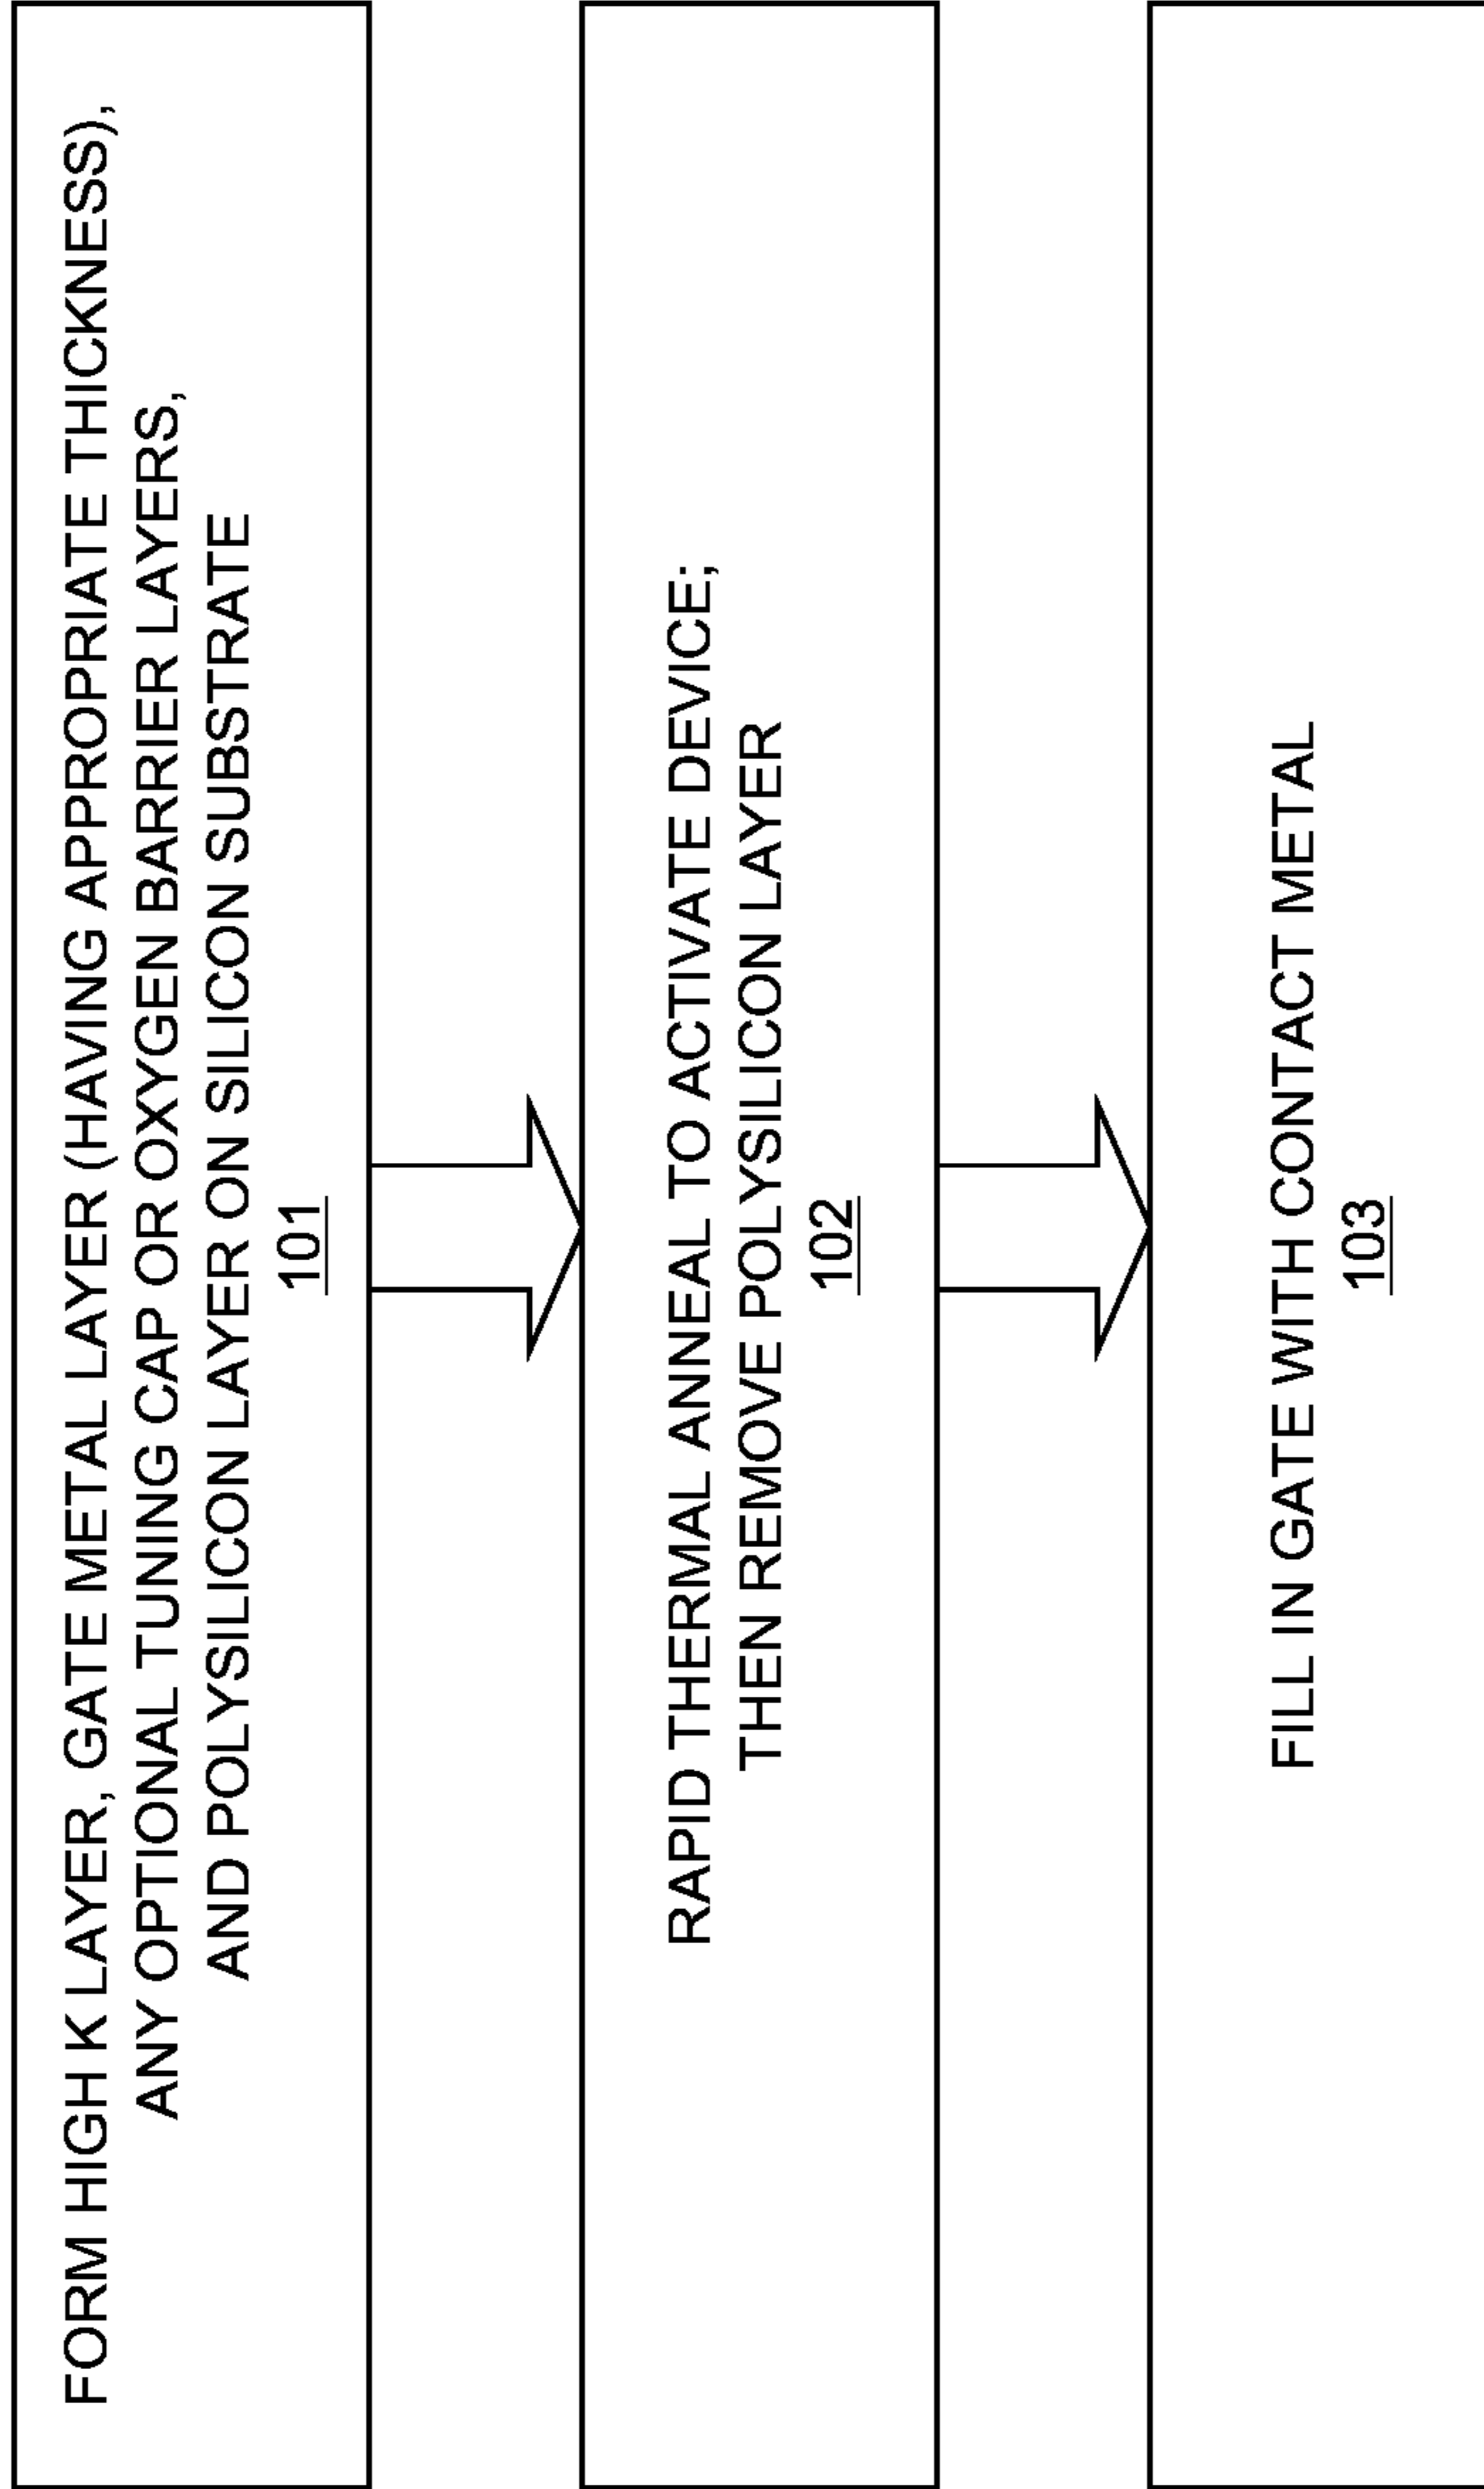 FORM HIGH K LAYER, GATE METAL LAYER (HAVING APPROPRIATE THICKNESS),
ANY OPTIONAL TUNING CAP OR OXYGEN BARRIER LAYERS,
AND POLYSILICON LAYER ON SILICON SUBSTRATE
101
RAPID THERMAL ANNEAL TO ACTIVATE DEVICE;
THEN REMOVE POLYSILICON LAYER
102
FILL IN GATE WITH CONTACT METAL
103